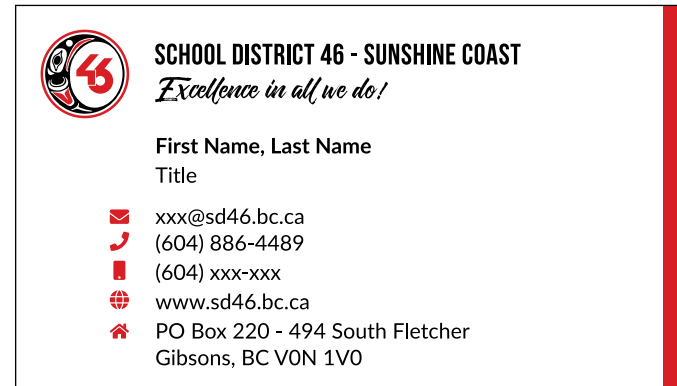 46
SCHOOL DISTRICT 46 - SUNSHINE COAST
Excellence in all we do!
First Name, Last Name
Title
xxx@sd46.bc.ca
(604) 886-4489
(604) xxx-xxx
www.sd46.bc.ca
PO Box 220 - 494 South Fletcher
Gibsons, BC V0N 1V0